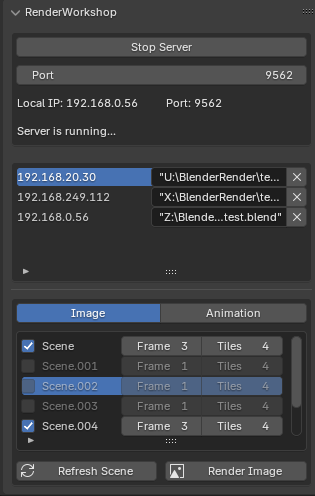 RenderWorkshop
Stop Server
Port 9562
Local IP: 192.168.0.56 Port: 9562
Server is running...
192.168.20.30 "U:\BlenderRender\te...
192.168.249.112 "X:\BlenderRender\te...
192.168.0.56 "Z:\Blende...test.blend"
Image Animation
Scene Frame 3 Tiles 4
Scene.001 Frame 1 Tiles 4
Scene.002 Frame 1 Tiles 4
Scene.003 Frame 1 Tiles 4
Scene.004 Frame 3 Tiles 4
Refresh Scene Render Image